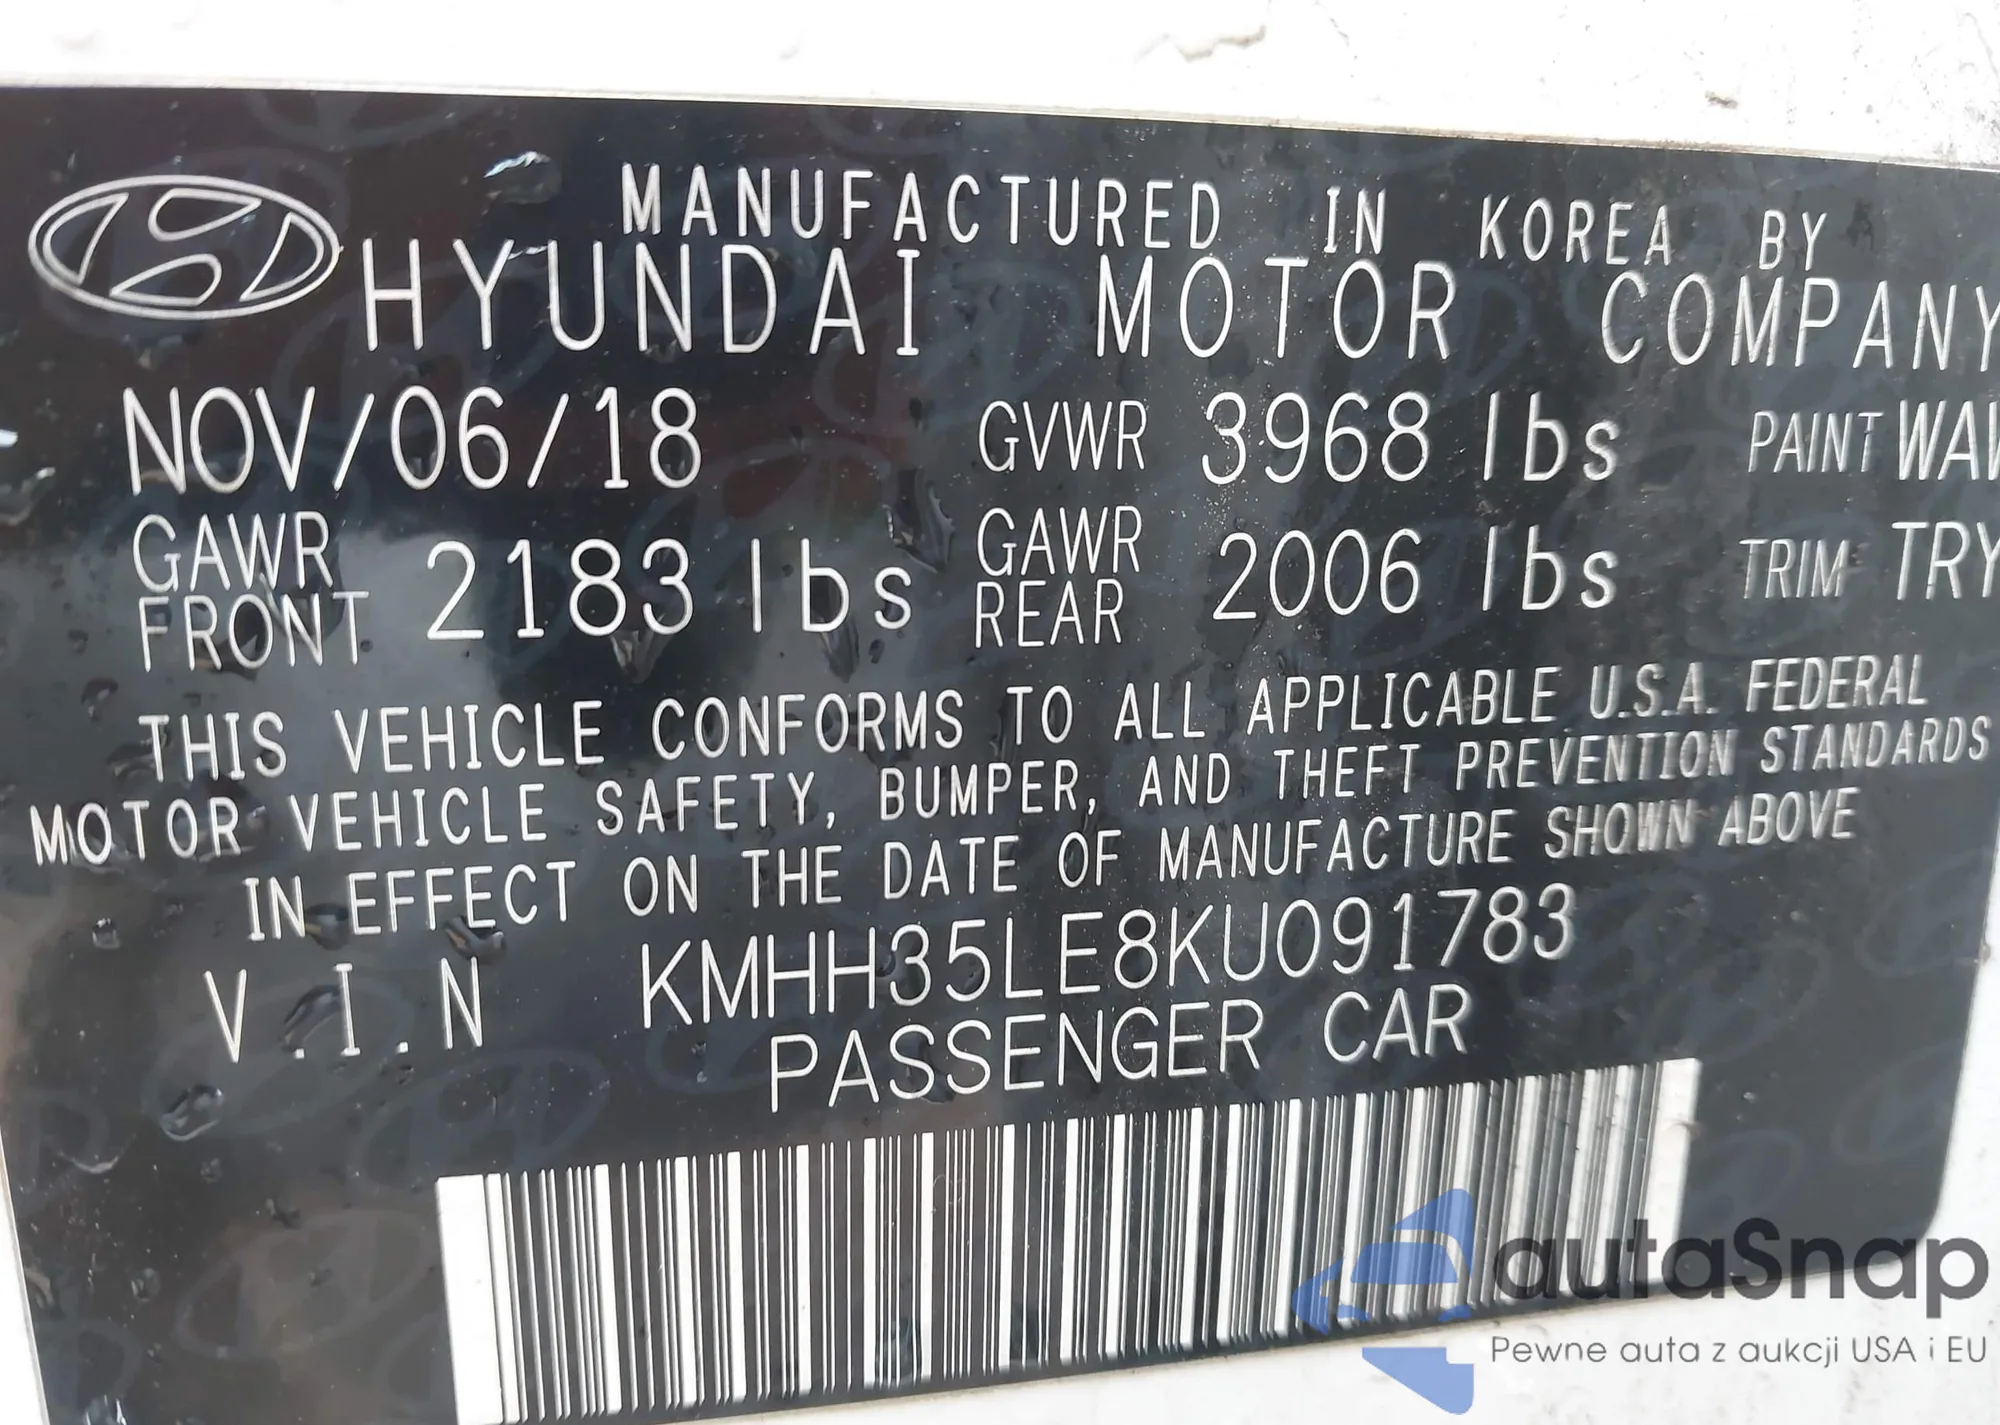 MANUFACTURED IN KOREA BY
HYUNDAI MOTOR COMPANY
NOV/06/18 GVWR 3968 lbs PAINT
GAWR FRONT 2183 lbs GAWR REAR 2006 lbs TRIM TRY
THIS VEHICLE CONFORMS TO ALL APPLICABLE U.S.A. FEDERAL
MOTOR VEHICLE SAFETY, BUMPER, AND THEFT PREVENTION STANDARDS
IN EFFECT ON THE DATE OF MANUFACTURE SHOWN ABOVE
V.I.N KMHH35LE8KU091783
PASSENGER CAR
autaSnap
Pewne auta z aukcji USA i EU